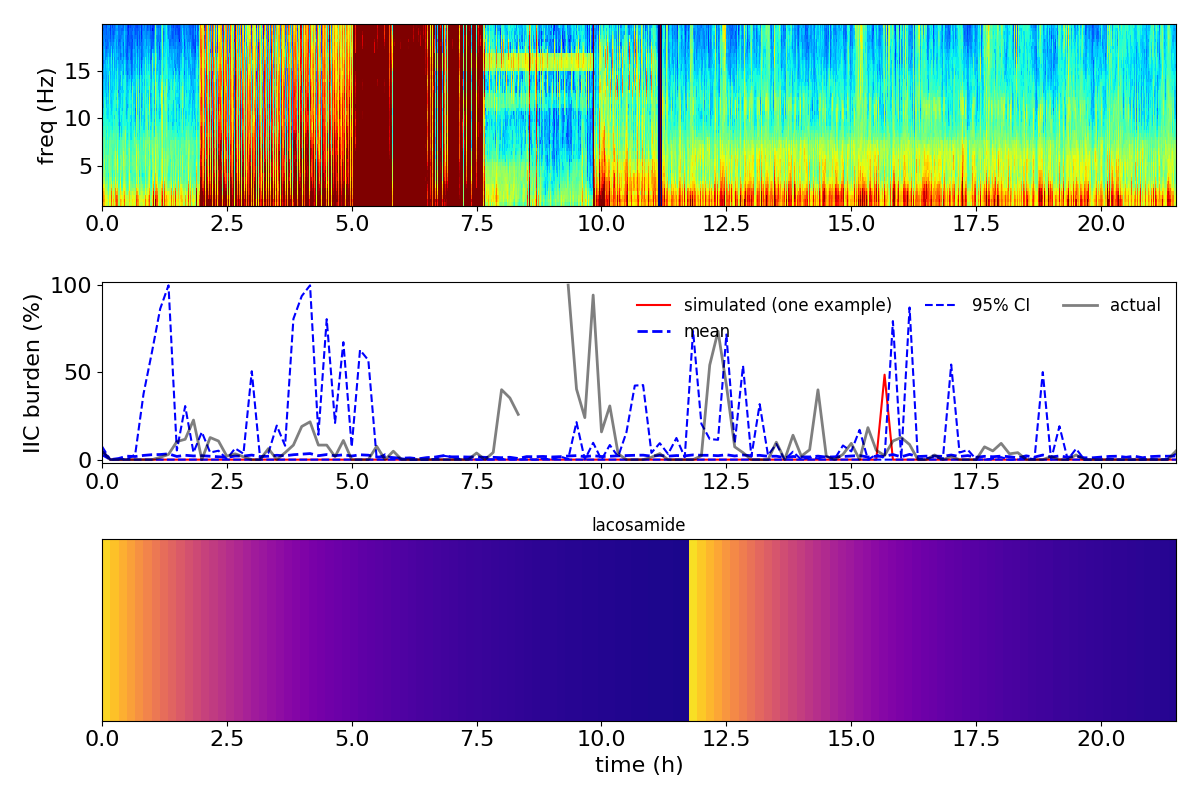 freq (Hz)
15
10
5
0.0 2.5 5.0 7.5 10.0 12.5 15.0 17.5 20.0
IIC burden (%)
100
50
0
simulated (one example) 95% CI actual
mean
0.0 2.5 5.0 7.5 10.0 12.5 15.0 17.5 20.0
lacosamide
0.0 2.5 5.0 7.5 10.0 12.5 15.0 17.5 20.0
time (h)